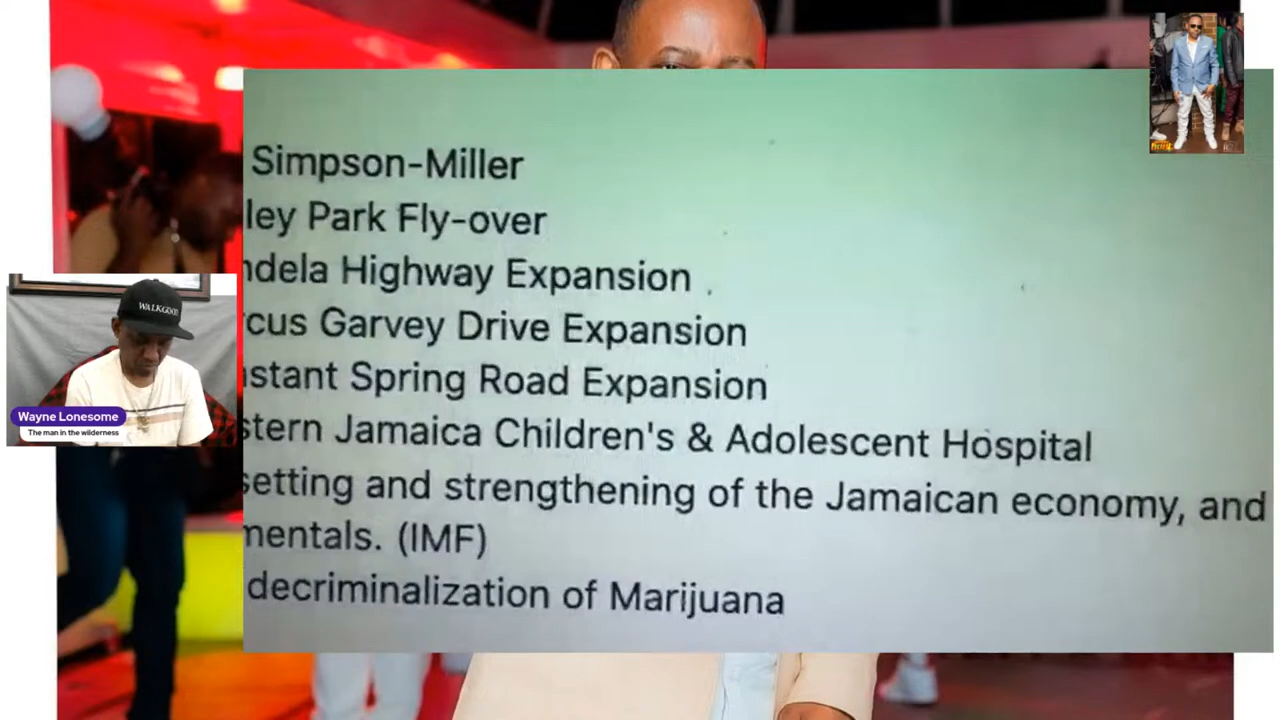 Simpson-Miller
ley Park Fly-over
ndela Highway Expansion
cus Garvey Drive Expansion
nstant Spring Road Expansion
stern Jamaica Children's & Adolescent Hospital
setting and strengthening of the Jamaican economy, and
mentals. (IMF)
decriminalization of Marijuana
WALKGOOD
Wayne Lonesome
The man in the wilderness